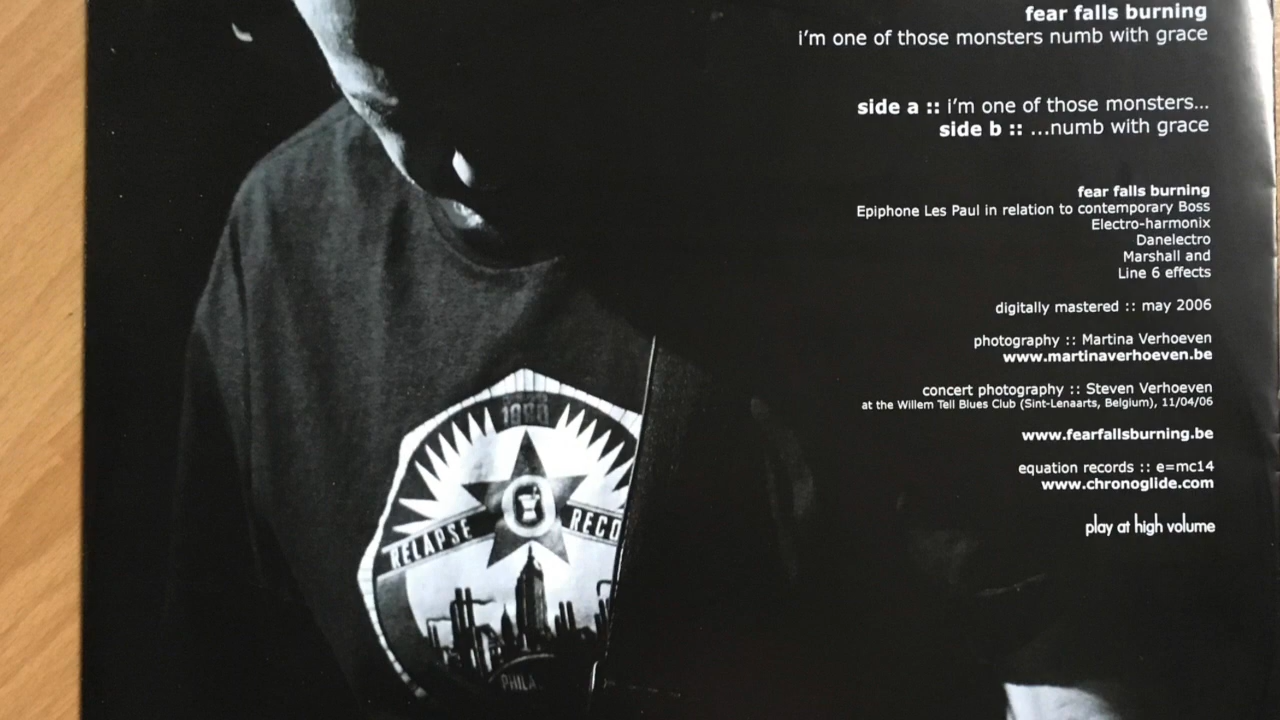 fear falls burning
i'm one of those monsters numb with grace
side a :: i'm one of those monsters...
side b :: ...numb with grace
fear falls burning
Epiphone Les Paul in relation to contemporary Boss
Electro-harmonix
Danelectro
Marshall and
Line 6 effects
digitally mastered :: may 2006
photography :: Martina Verhoeven
www.martinaverhoeven.be
concert photography :: Steven Verhoeven
at the Willem Tell Blues Club (Sint-Lenaarts, Belgium), 11/04/06
www.fearfallsburning.be
equation records :: e=mc14
www.chronoglide.com
play at high volume
RELAPSE RECO
PHILA